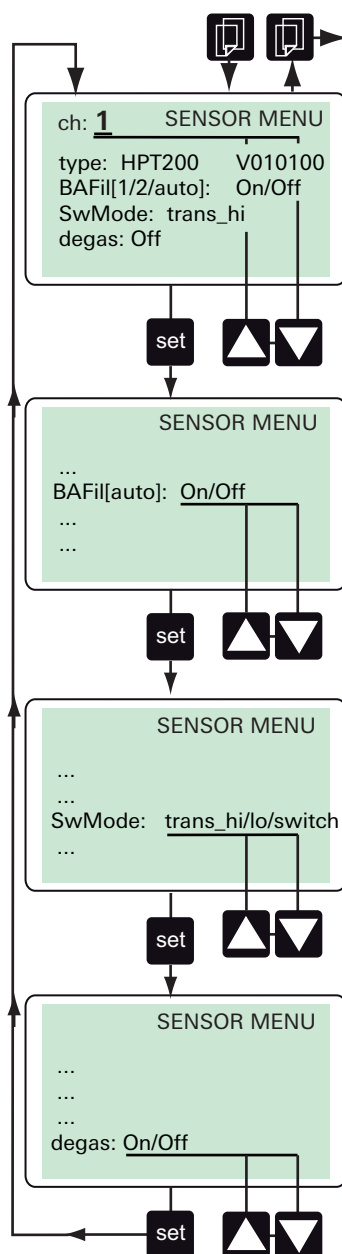 ch: 1 SENSOR MENU
type: HPT200 V010100
BAFil[1/2/auto]: On/Off
SwMode: trans_hi
degas: Off
set
SENSOR MENU
...
BAFil[auto]: On/Off
...
...
set
SENSOR MENU
...
...
SwMode: trans_hi/lo/switch
...
set
SENSOR MENU
...
...
...
degas: On/Off
set